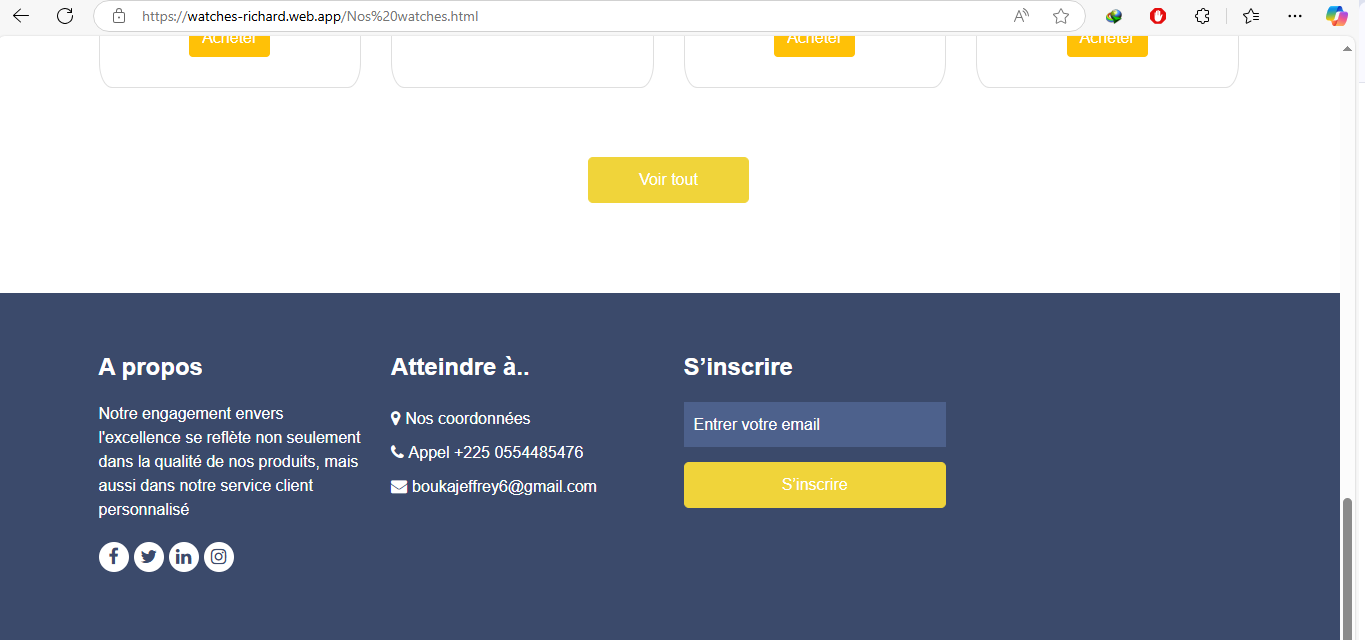 https://watches-richard.web.app/Nos%20watches.html
Acheter Acheter Acheter
Voir tout
A propos
Notre engagement envers
l'excellence se reflète non seulement
dans la qualité de nos produits, mais
aussi dans notre service client
personnalisé
Atteindre à..
Nos coordonnées
Appel +225 0554485476
boukajeffrey6@gmail.com
S’inscrire
Entrer votre email
S'inscrire